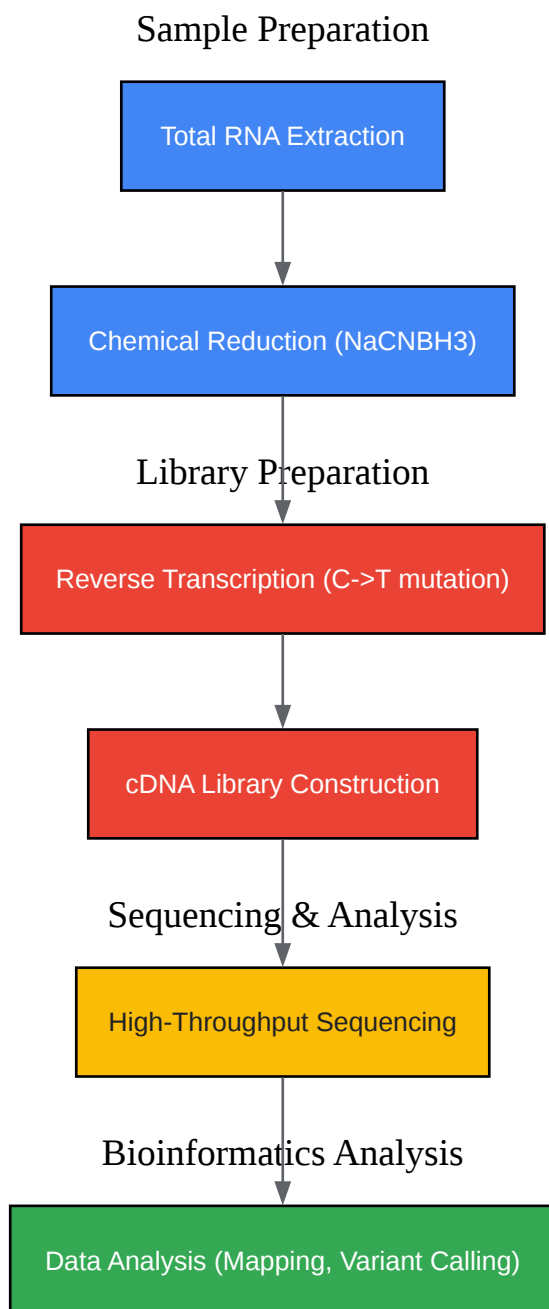 Sample Preparation
Total RNA Extraction
Chemical Reduction (NaCNBH3)
Library Preparation
Reverse Transcription (C->T mutation)
cDNA Library Construction
Sequencing & Analysis
High-Throughput Sequencing
Bioinformatics Analysis
Data Analysis (Mapping, Variant Calling)